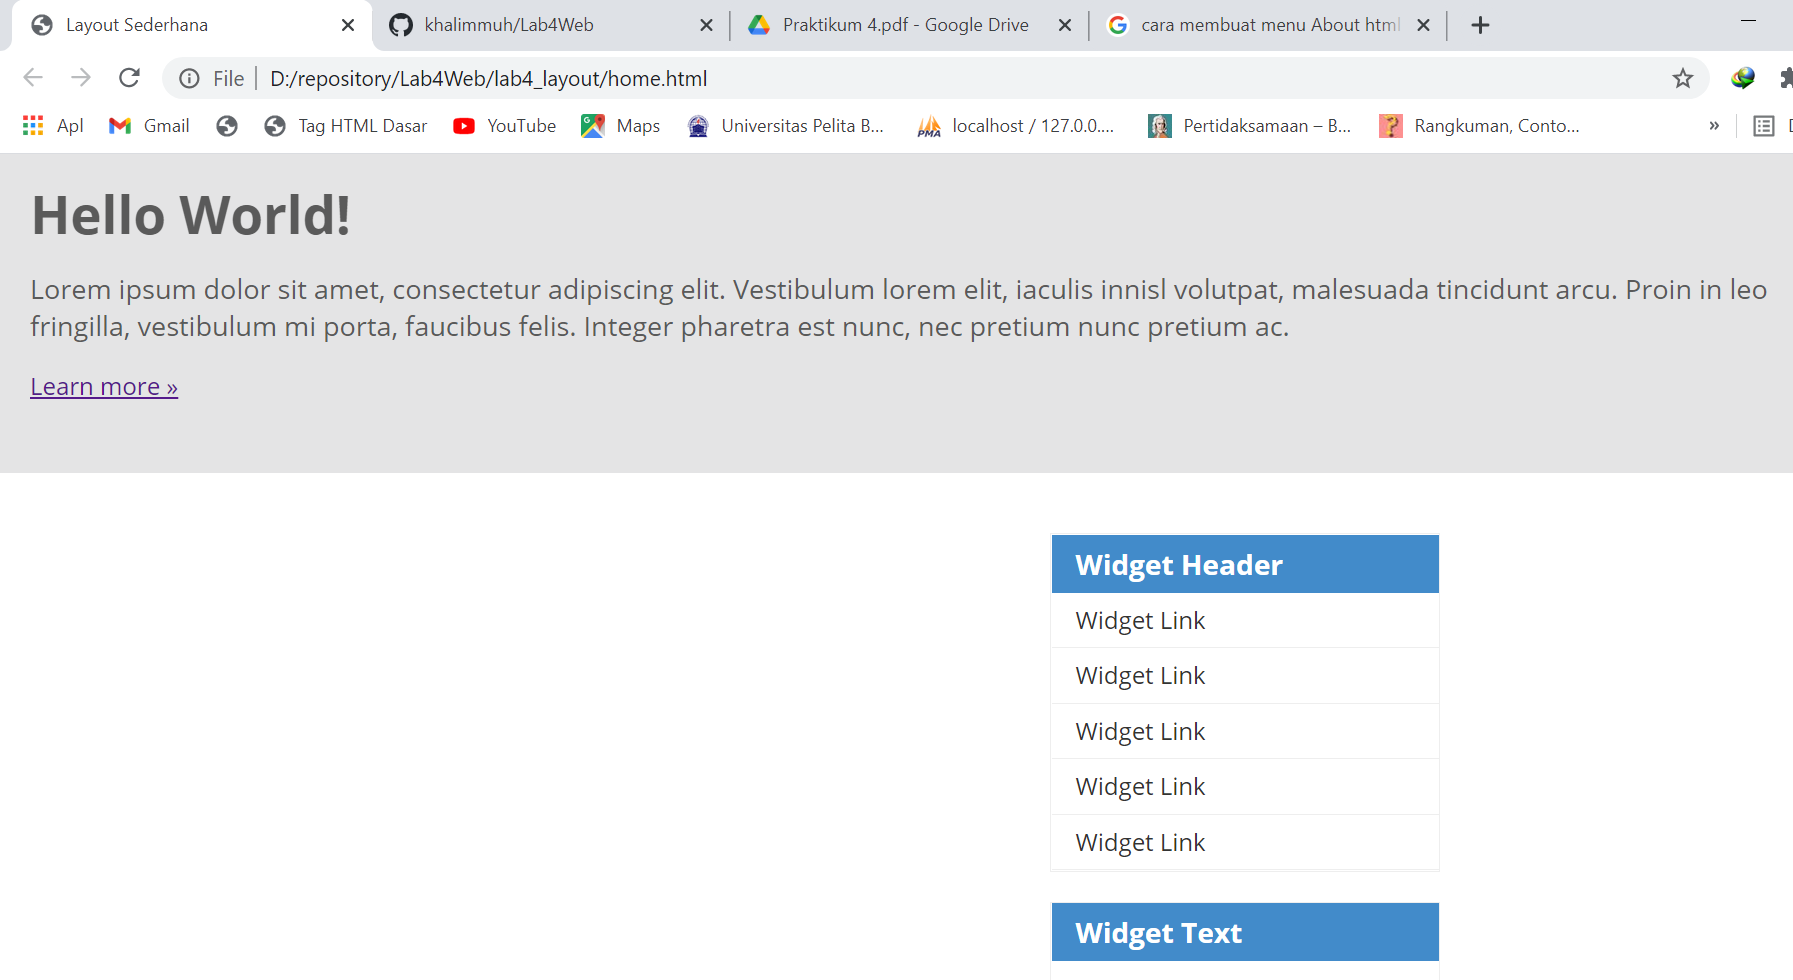 Layout Sederhana
khalimmuh/Lab4Web
Praktikum 4.pdf - Google Drive
cara membuat menu About html
File
D:/repository/Lab4Web/lab4_layout/home.html
Apl
Gmail
Tag HTML Dasar
YouTube
Maps
Universitas Pelita B...
PMA
localhost / 127.0.0....
Pertidaksamaan – B...
Rangkuman, Conto...
»
Hello World!
Lorem ipsum dolor sit amet, consectetur adipiscing elit. Vestibulum lorem elit, iaculis innisl volutpat, malesuada tincidunt arcu. Proin in leo
fringilla, vestibulum mi porta, faucibus felis. Integer pharetra est nunc, nec pretium nunc pretium ac.
Learn more »
Widget Header
Widget Link
Widget Link
Widget Link
Widget Link
Widget Link
Widget Text